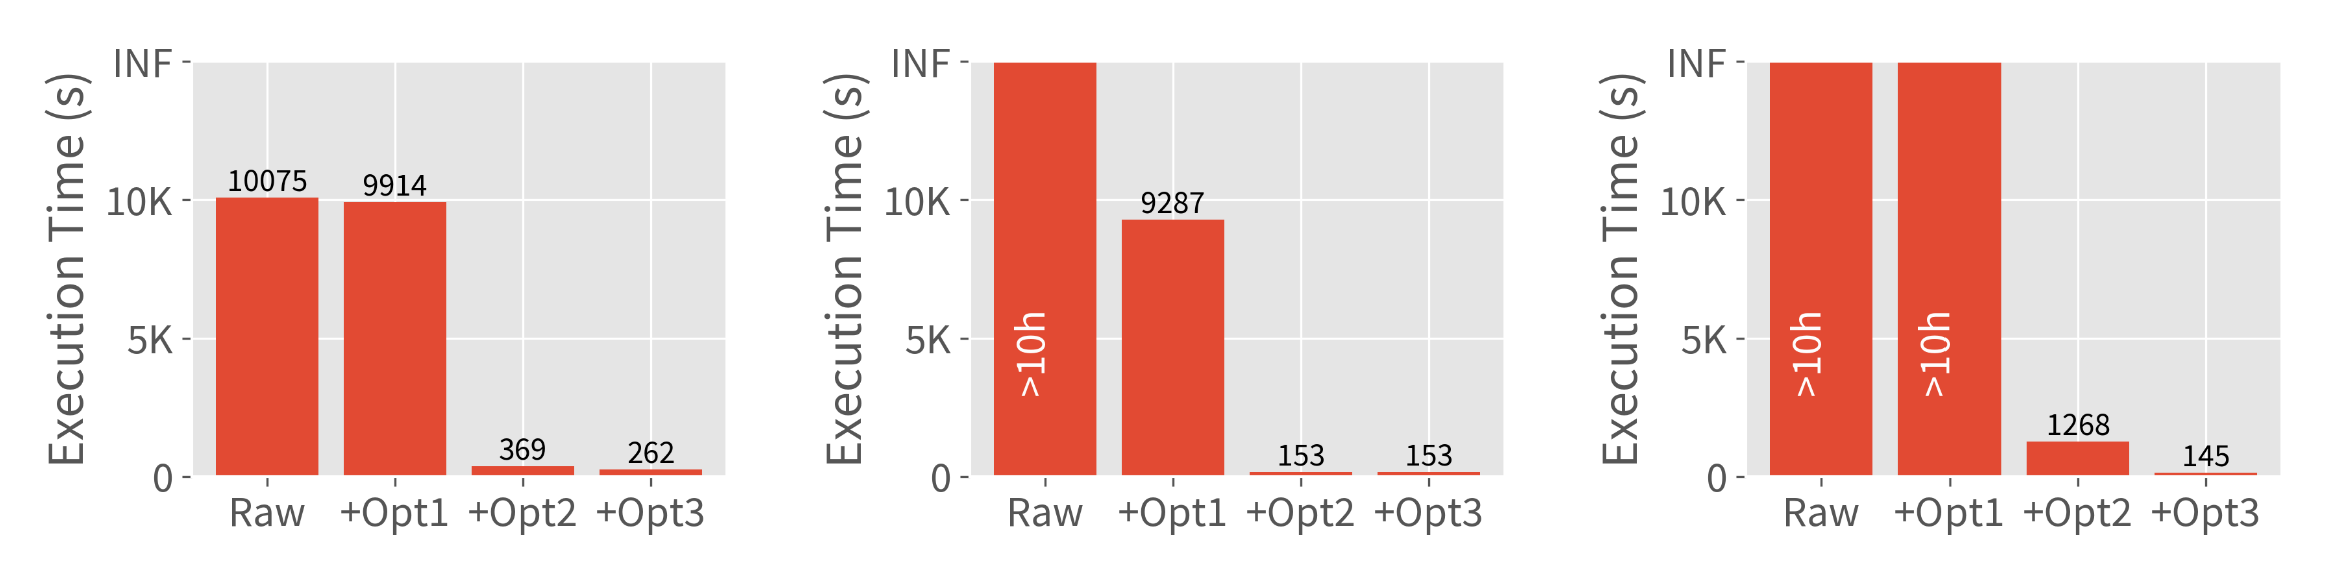 Execution Time (s)
INF
10K
5K
0
10075
9914
369
262
Raw
+Opt1
+Opt2
+Opt3
Execution Time (s)
INF
10K
5K
0
>10h
9287
153
153
Raw
+Opt1
+Opt2
+Opt3
Execution Time (s)
INF
10K
5K
0
>10h
>10h
1268
145
Raw
+Opt1
+Opt2
+Opt3